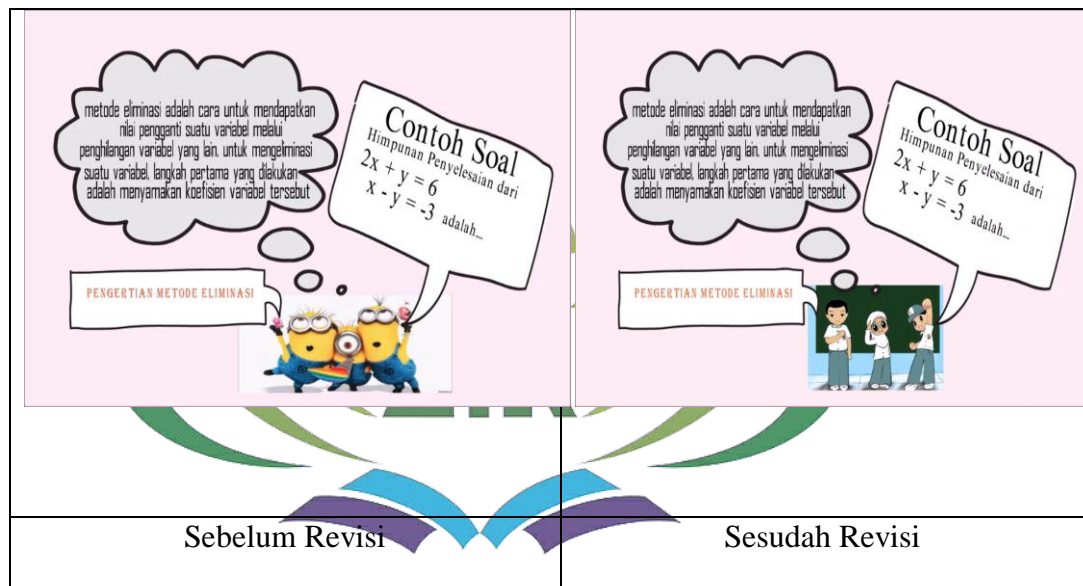 metode eliminasi adalah cara untuk mendapatkan
nilai pengganti suatu variabel melalui
penghilangan variabel yang lain. untuk mengeliminasi
suatu variabel, langkah pertama yang dilakukan
adalah menyamakan koefisien variabel tersebut
Contoh Soal
Himpunan Penyelesaian dari
2x + y = 6
x - y = -3 adalah...
PENGERTIAN METODE ELIMINASI
metode eliminasi adalah cara untuk mendapatkan
nilai pengganti suatu variabel melalui
penghilangan variabel yang lain. untuk mengeliminasi
suatu variabel, langkah pertama yang dilakukan
adalah menyamakan koefisien variabel tersebut
Contoh Soal
Himpunan Penyelesaian dari
2x + y = 6
x - y = -3 adalah...
PENGERTIAN METODE ELIMINASI
Sebelum Revisi
Sesudah Revisi